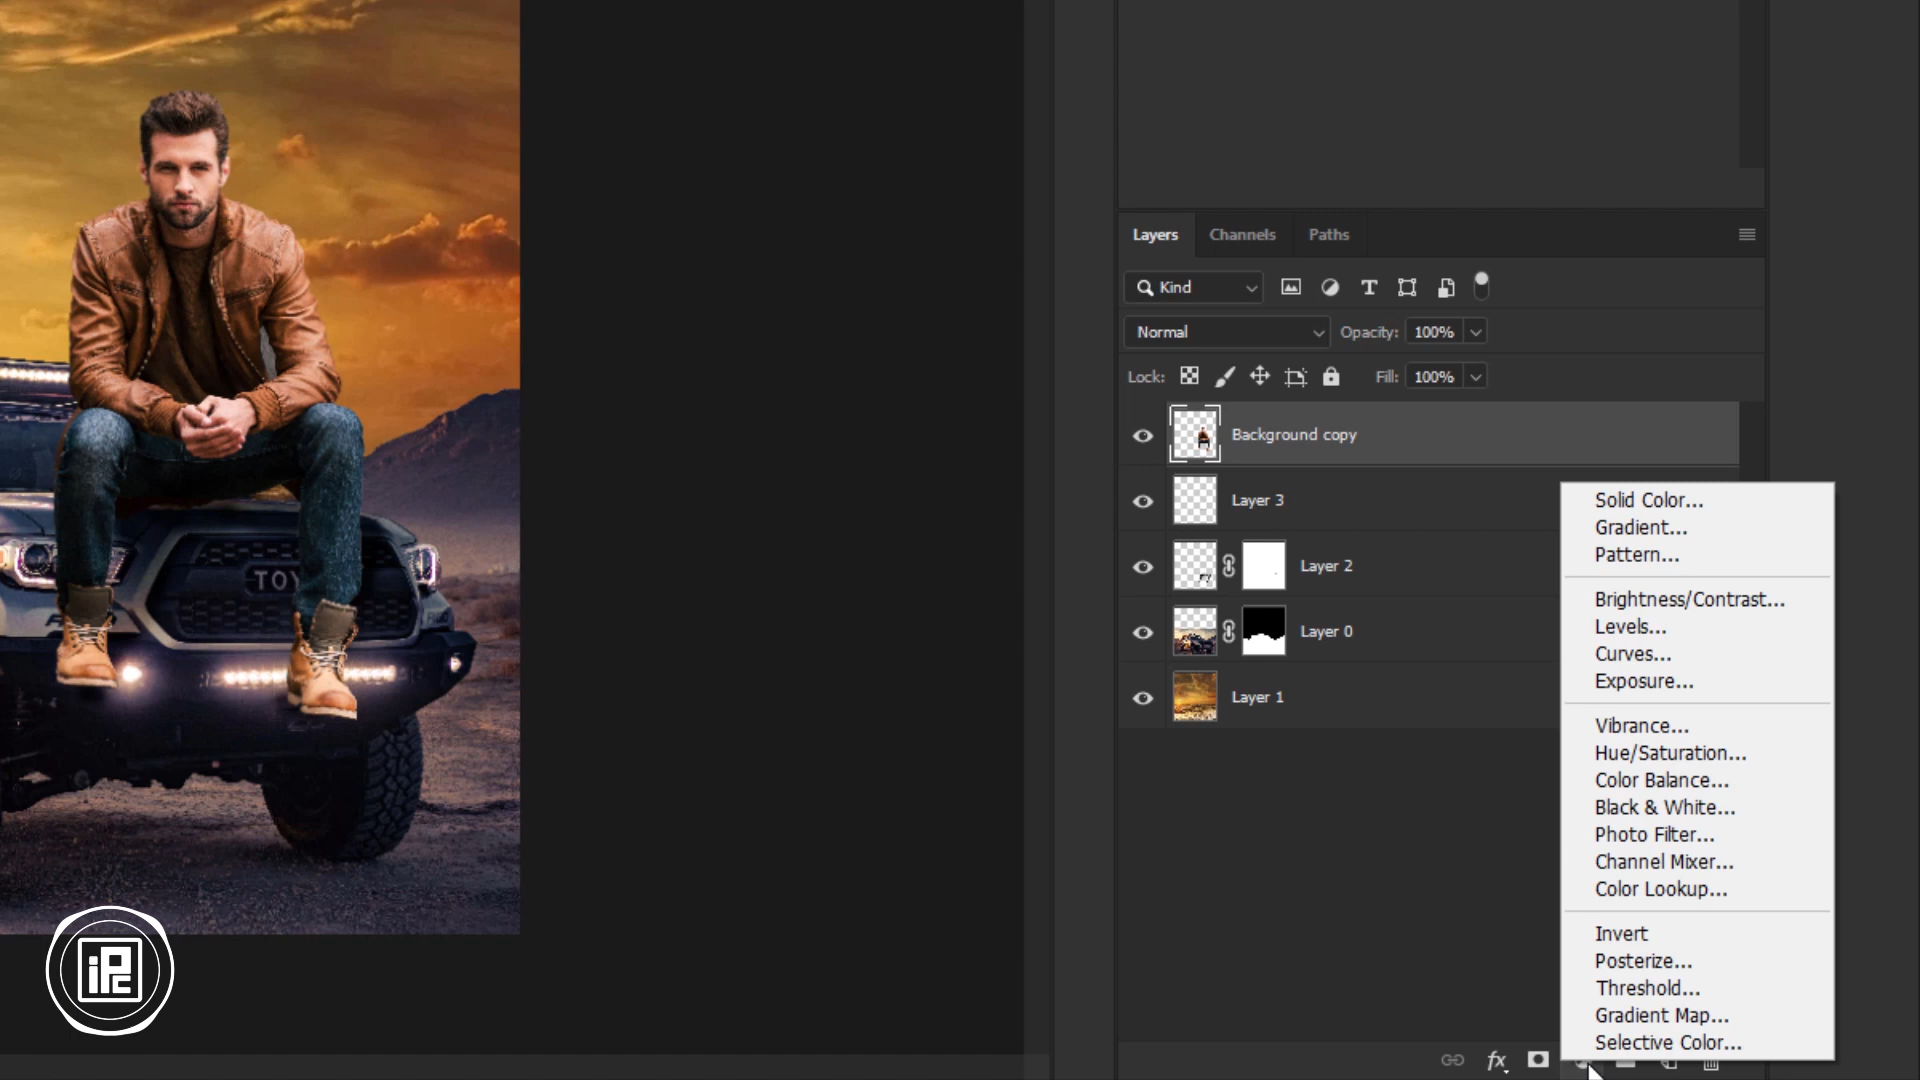 Layers Channels Paths
Kind
Normal Opacity: 100%
Lock: Fill: 100%
Background copy
Layer 3
Layer 2
Layer 0
Layer 1
Solid Color...
Gradient...
Pattern...
Brightness/Contrast...
Levels...
Curves...
Exposure...
Vibrance...
Hue/Saturation...
Color Balance...
Black & White...
Photo Filter...
Channel Mixer...
Color Lookup...
Invert
Posterize...
Threshold...
Gradient Map...
Selective Color...
fx
TOY
iPc